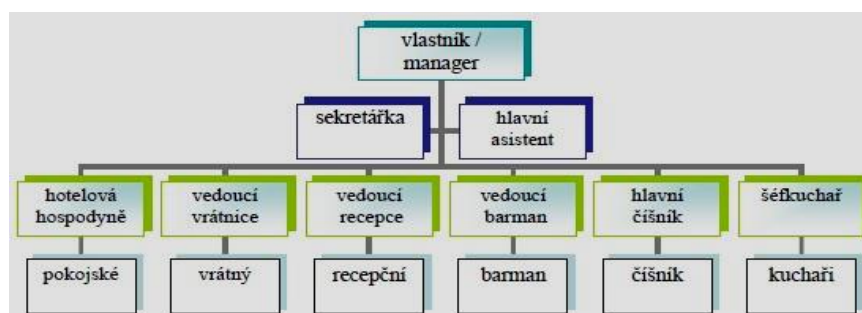 vlastník /
manager
sekretářka
hlavní
asistent
hotelová
hospodyně
vedoucí
vrátnice
vedoucí
recepce
vedoucí
barman
hlavní
číšník
šéfkuchař
pokojské
vrátný
recepční
barman
číšník
kuchaři